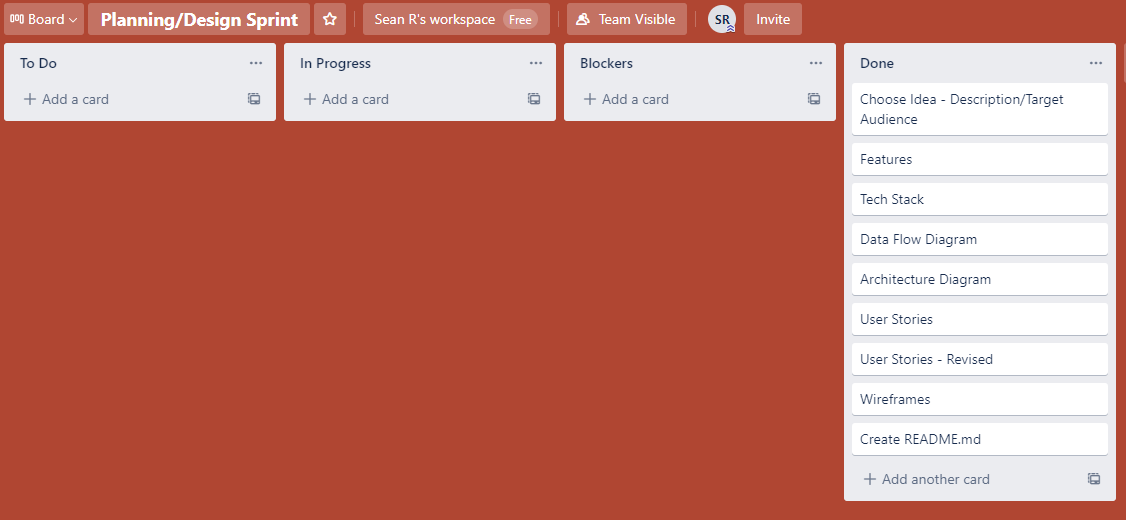 Board
Planning/Design Sprint
Sean R's workspace
Free
Team Visible
SR
Invite
To Do
Add a card
In Progress
Add a card
Blockers
Add a card
Done
Choose Idea - Description/Target
Audience
Features
Tech Stack
Data Flow Diagram
Architecture Diagram
User Stories
User Stories - Revised
Wireframes
Create README.md
Add another card